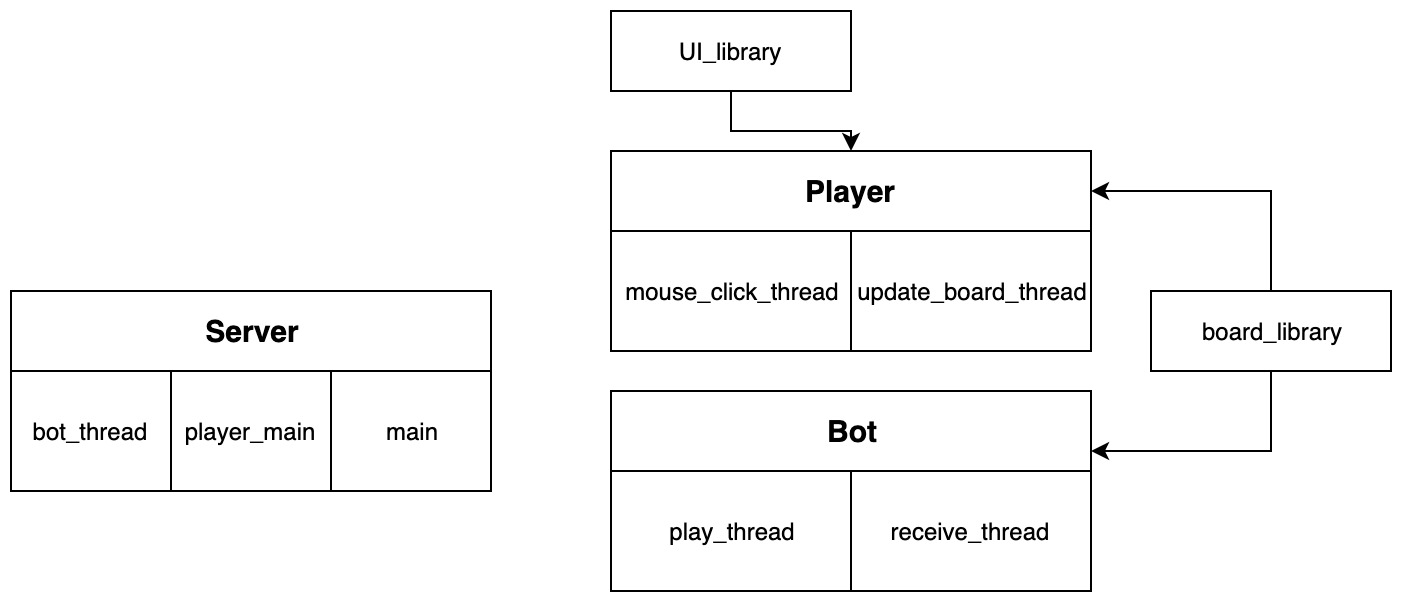 UI_library
Player
mouse_click_thread
update_board_thread
Server
board_library
bot_thread
player_main
main
Bot
play_thread
receive_thread